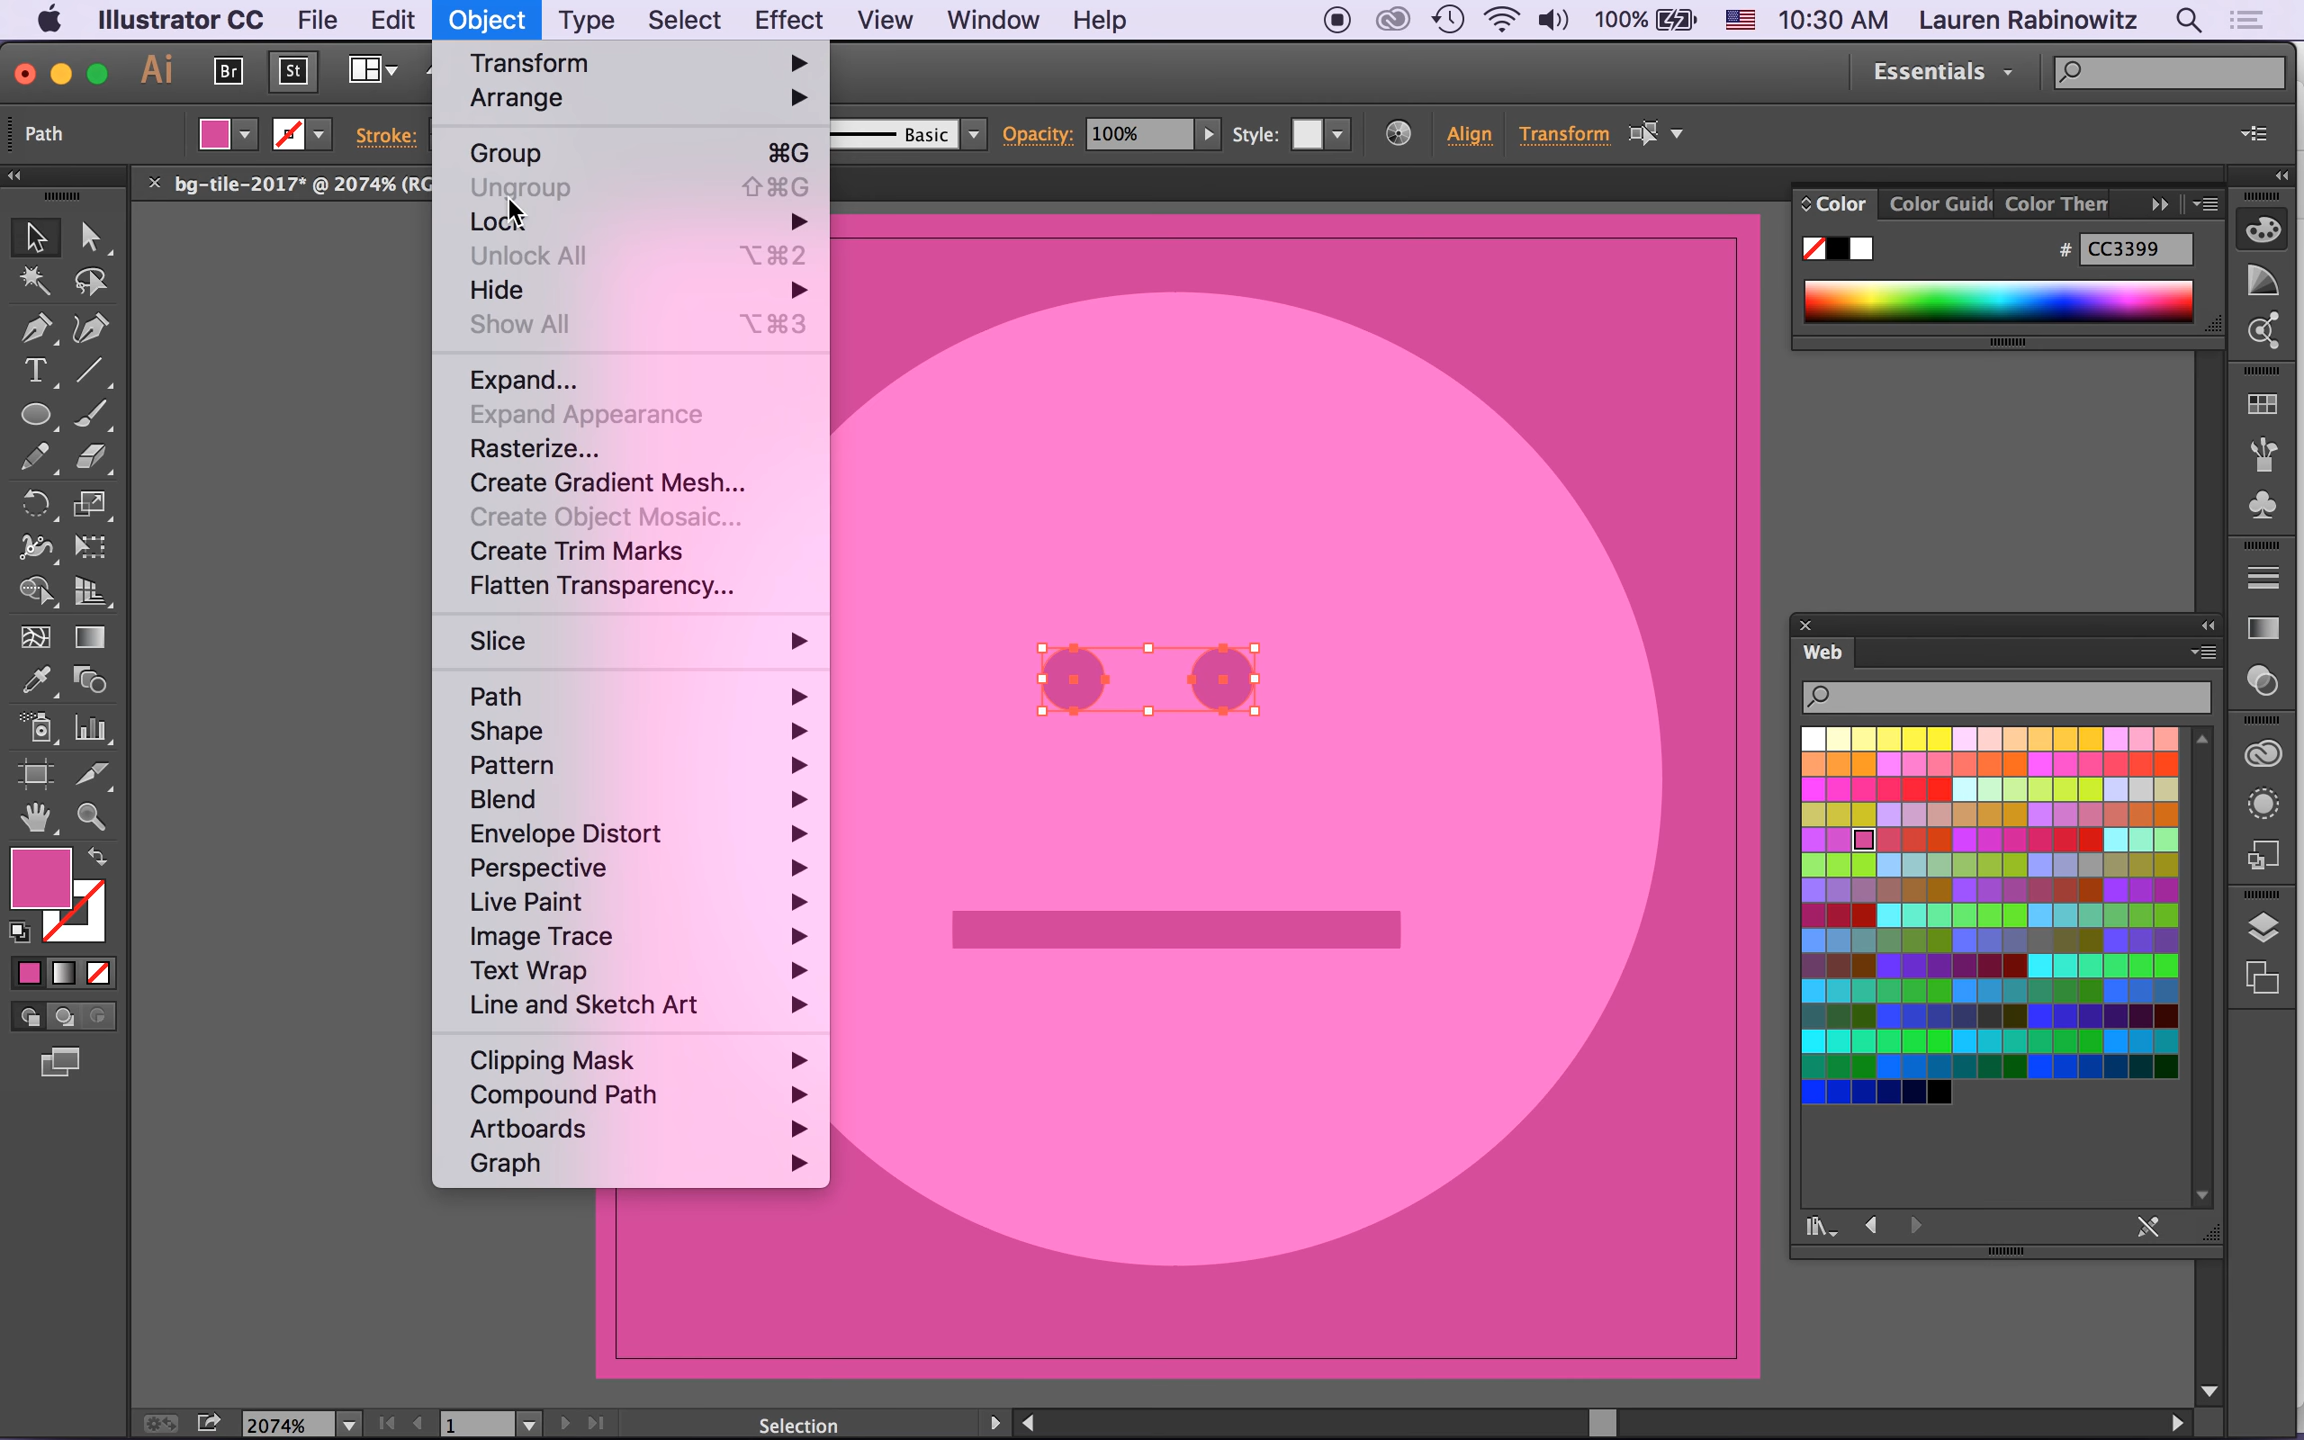 Illustrator CC File Edit Object Type Select Effect View Window Help 100% 10:30 AM Lauren Rabinowitz
Ai Br St Essentials
Path Stroke: Basic Opacity: 100% Style: Align Transform
× bg-tile-2017* @ 2074% (RG
Transform
Arrange
Group ⌘G
Ungroup ⇧⌘G
Lock
Unlock All ⌥⌘2
Hide
Show All ⌥⌘3
Expand...
Expand Appearance
Rasterize...
Create Gradient Mesh...
Create Object Mosaic...
Create Trim Marks
Flatten Transparency...
Slice
Path
Shape
Pattern
Blend
Envelope Distort
Perspective
Live Paint
Image Trace
Text Wrap
Line and Sketch Art
Clipping Mask
Compound Path
Artboards
Graph
Color Color Guid Color Then
# CC3399
Web
2074% 1 Selection